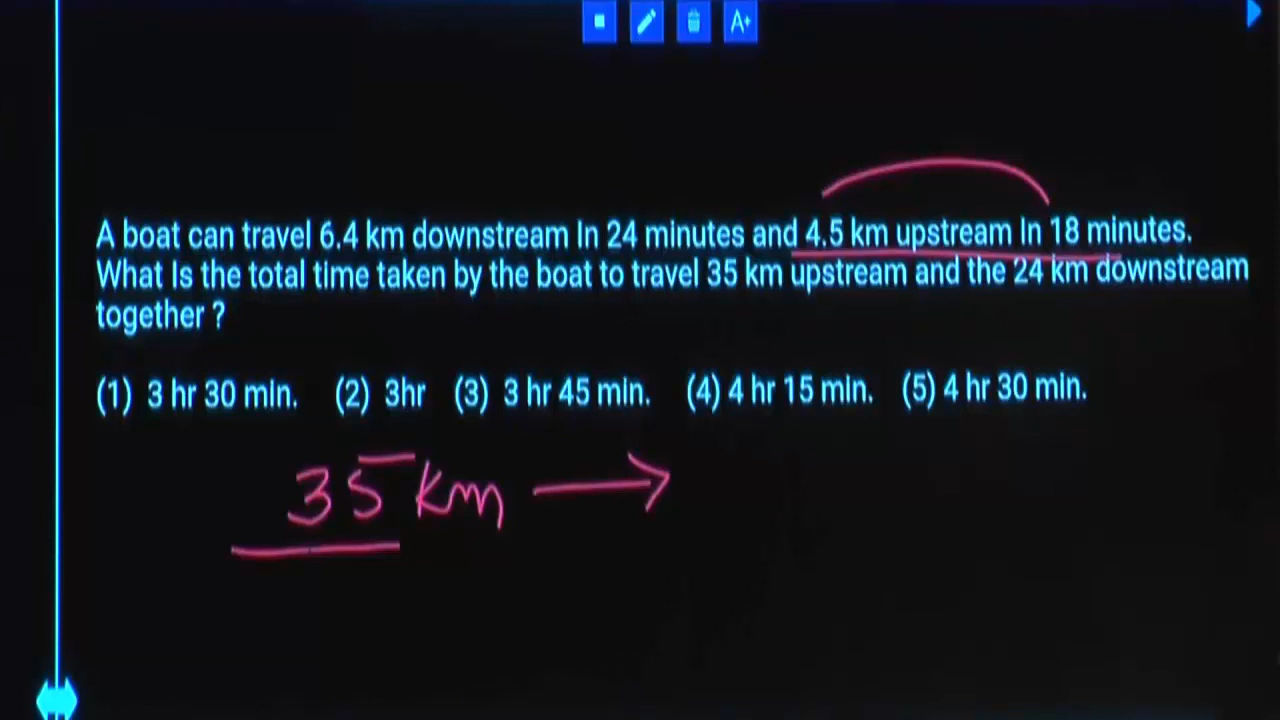 A+
A boat can travel 6.4 km downstream In 24 minutes and 4.5 km upstream In 18 minutes.
What Is the total time taken by the boat to travel 35 km upstream and the 24 km downstream
together ?
(1) 3 hr 30 min. (2) 3hr (3) 3 hr 45 min. (4) 4 hr 15 min. (5) 4 hr 30 min.
35 km →